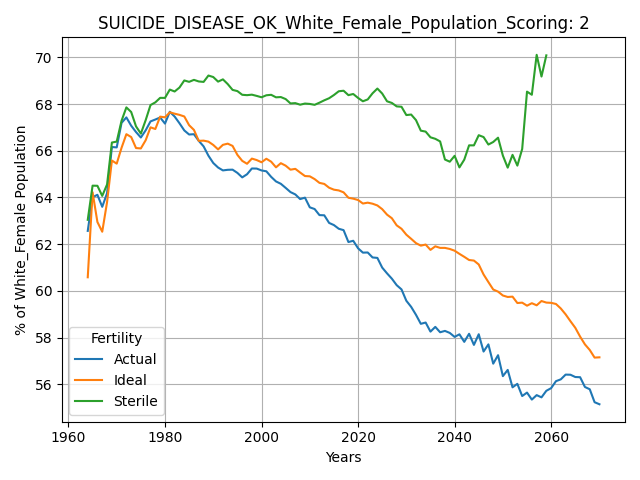 SUICIDE_DISEASE_OK_White_Female_Population_Scoring: 2
% of White_Female Population
70
68
66
64
62
60
58
56
Fertility
Actual
Ideal
Sterile
1960 1980 2000 2020 2040 2060
Years